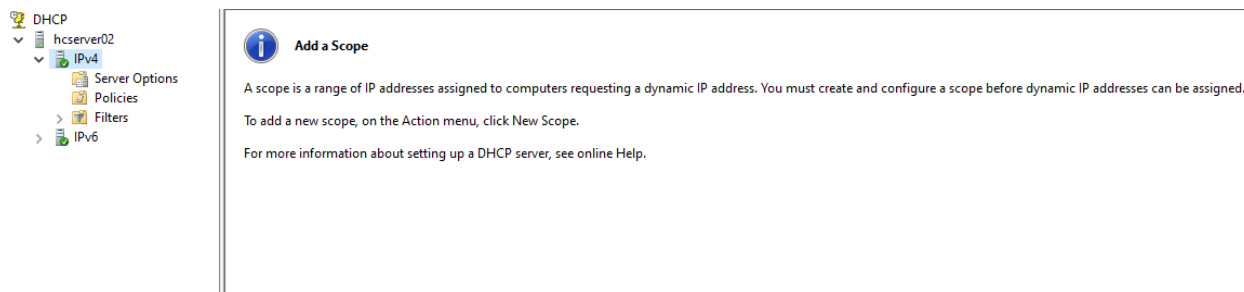 DHCP
hcserver02
IPv4
Server Options
Policies
Filters
IPv6
Add a Scope
A scope is a range of IP addresses assigned to computers requesting a dynamic IP address. You must create and configure a scope before dynamic IP addresses can be assigned.
To add a new scope, on the Action menu, click New Scope.
For more information about setting up a DHCP server, see online Help.